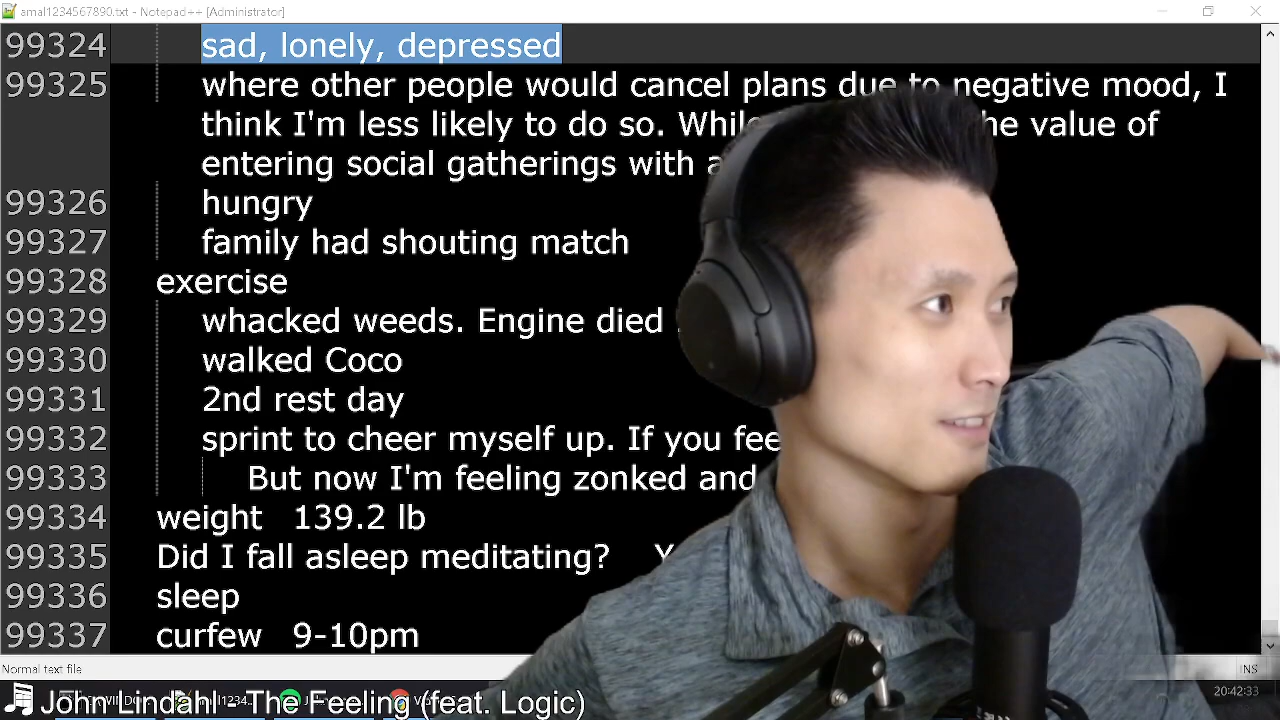 amal1234567890.txt - Notepad++ [Administrator]
99324 sad, lonely, depressed
99325 where other people would cancel plans due to negative mood, I
think I'm less likely to do so. While the value of
entering social gatherings with a
99326 hungry
99327 family had shouting match
99328 exercise
99329 whacked weeds. Engine died
99330 walked Coco
99331 2nd rest day
99332 sprint to cheer myself up. If you fee
99333 But now I'm feeling zonked and
99334 weight 139.2 lb
99335 Did I fall asleep meditating? Y
99336 sleep
99337 curfew 9-10pm
Normal text file INS
John Lindahl - The Feeling (feat. Logic)
20:42:33